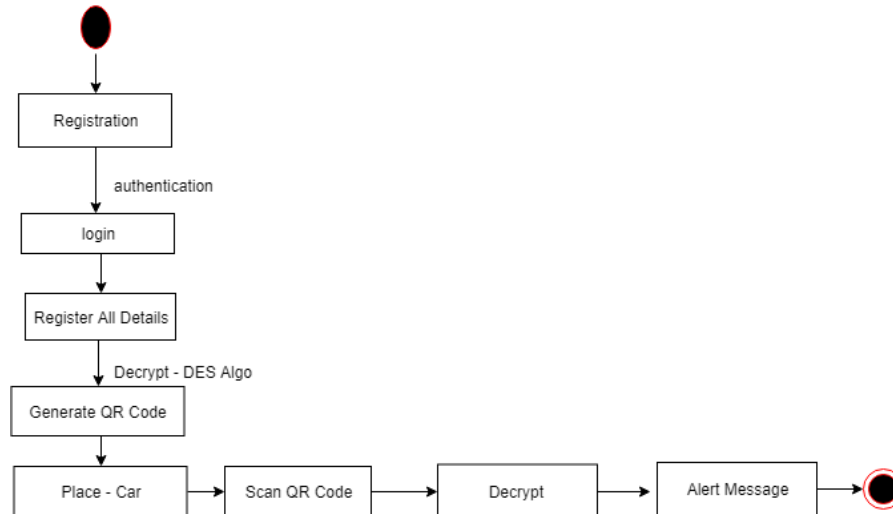 Registration
authentication
login
Register All Details
Decrypt - DES Algo
Generate QR Code
Place - Car
Scan QR Code
Decrypt
Alert Message